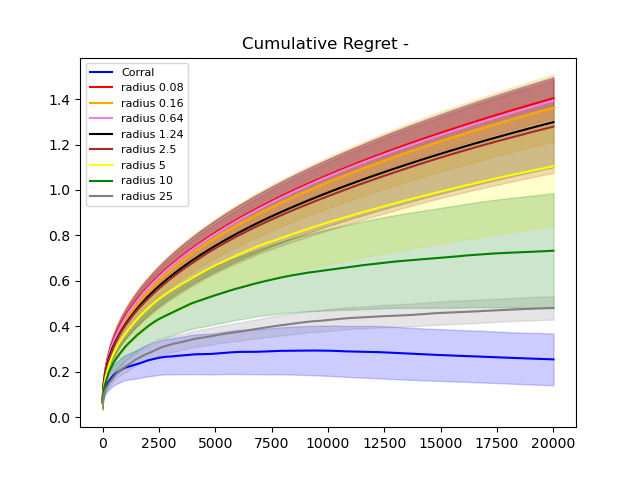 Cumulative Regret -
1.4
1.2
1.0
0.8
0.6
0.4
0.2
0.0
Corral
radius 0.08
radius 0.16
radius 0.64
radius 1.24
radius 2.5
radius 5
radius 10
radius 25
0 2500 5000 7500 10000 12500 15000 17500 20000